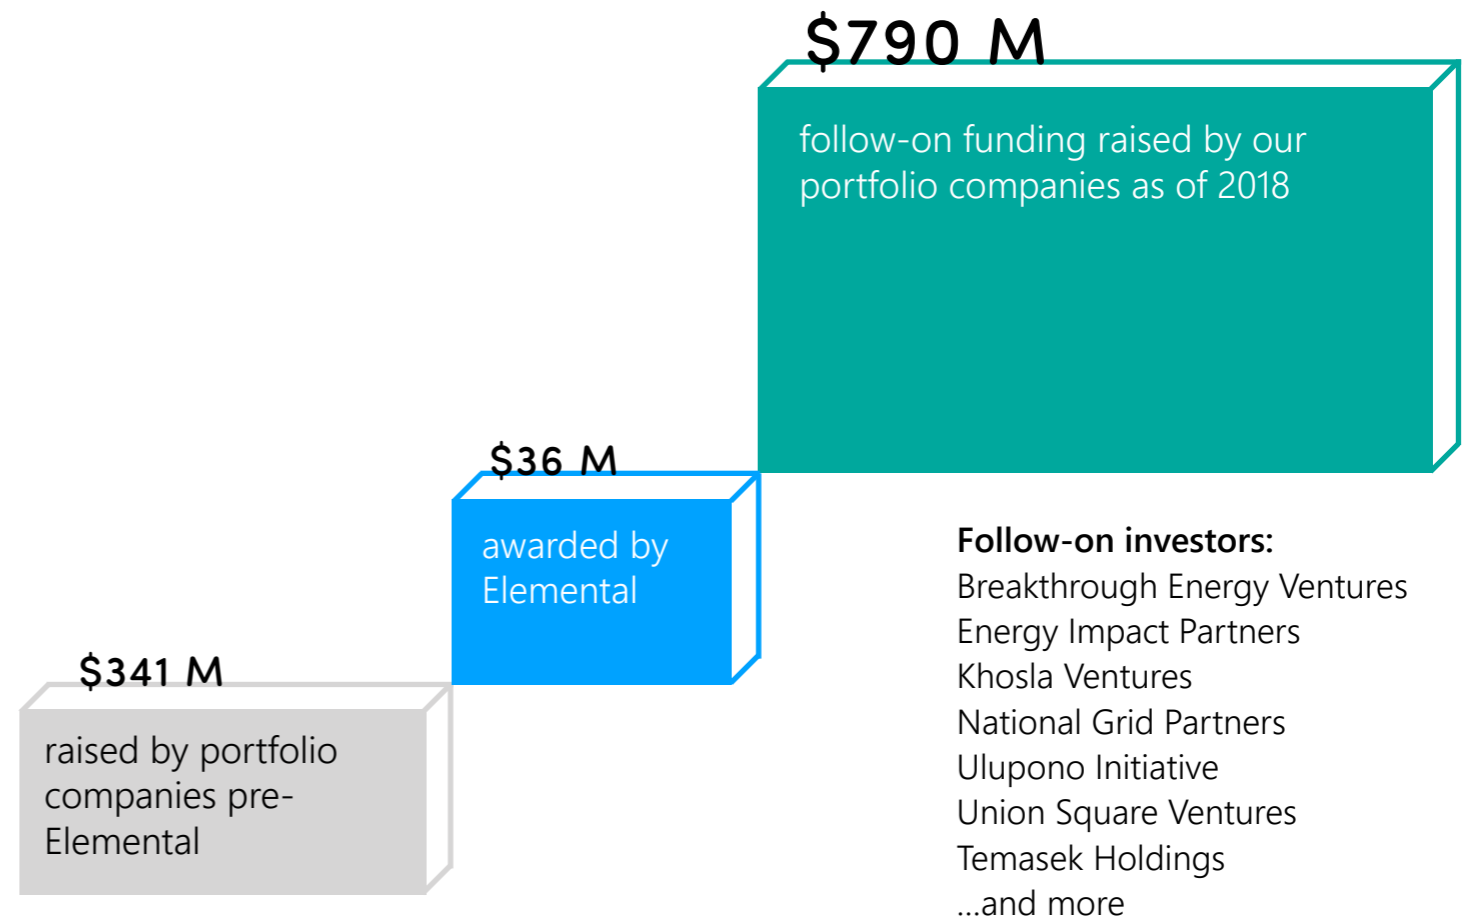 $790 M
follow-on funding raised by our
portfolio companies as of 2018
$36 M
awarded by
Elemental
$341 M
raised by portfolio
companies pre-
Elemental
Follow-on investors:
Breakthrough Energy Ventures
Energy Impact Partners
Khosla Ventures
National Grid Partners
Ulupono Initiative
Union Square Ventures
Temasek Holdings
...and more